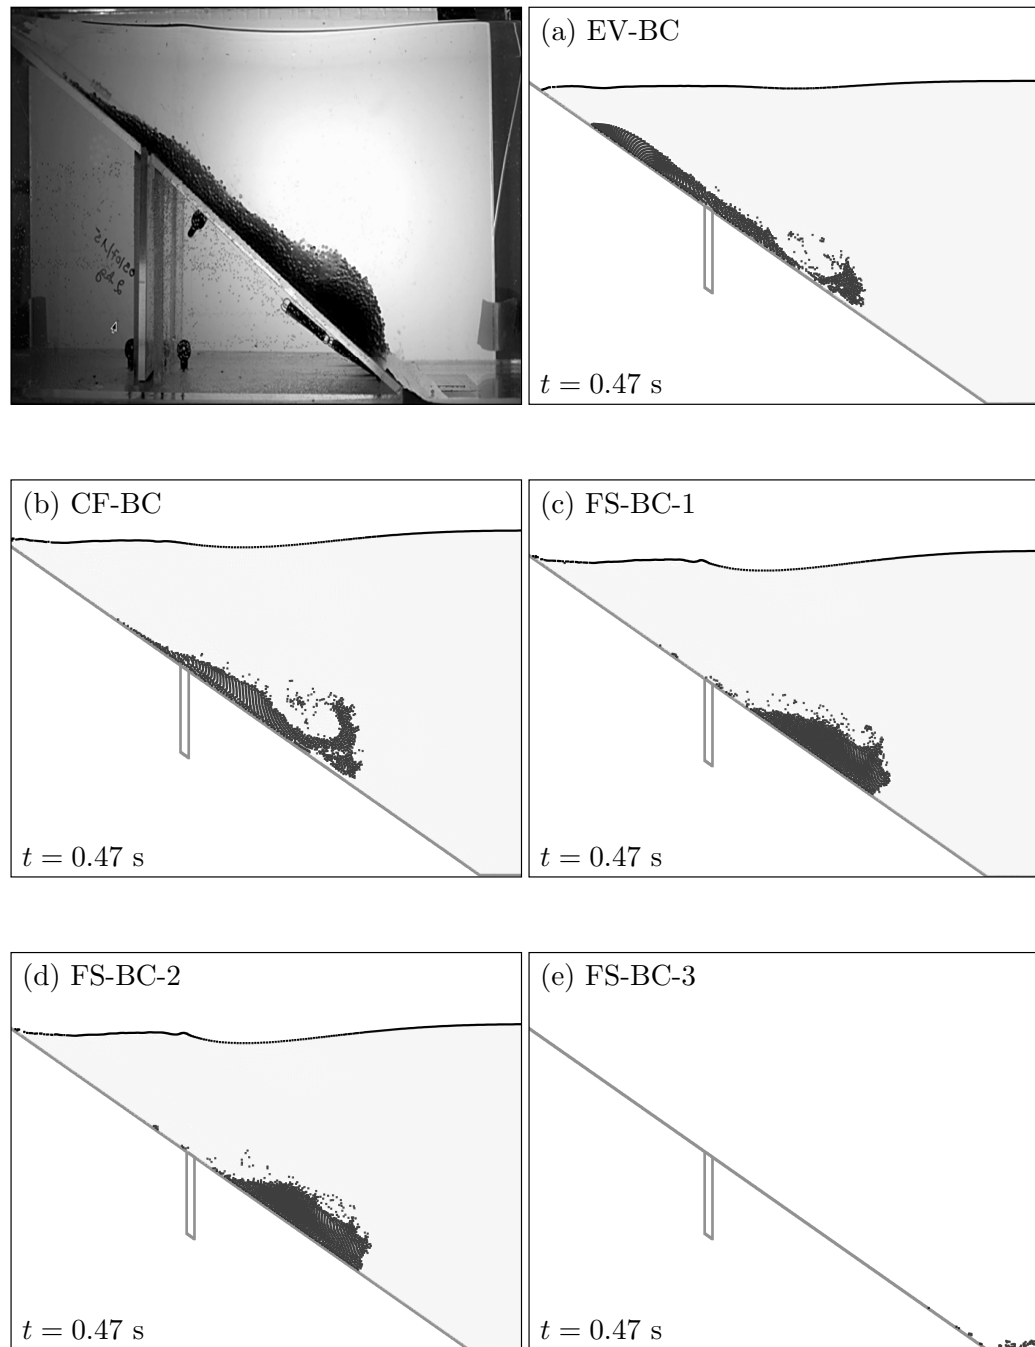 (a) EV-BC
t = 0.47 s
(b) CF-BC
(c) FS-BC-1
t = 0.47 s
t = 0.47 s
(d) FS-BC-2
(e) FS-BC-3
t = 0.47 s
t = 0.47 s